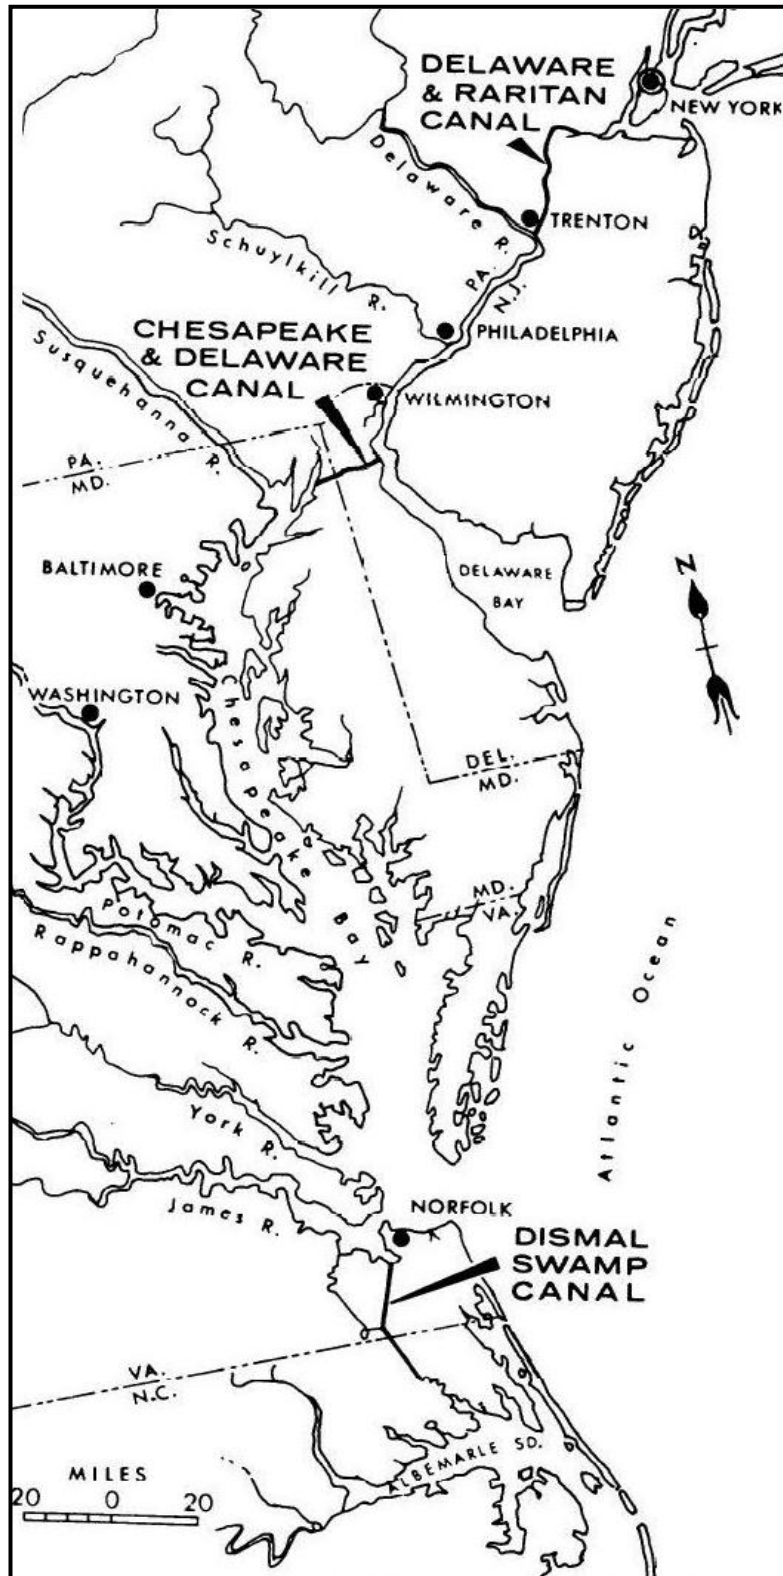 DELAWARE
& RARITAN
CANAL
NEW YORK
Delaware R.
TRENTON
Schuylkill R.
PA.
N.J.
PHILADELPHIA
CHESAPEAKE
& DELAWARE
CANAL
Susquehanna R.
WILMINGTON
PA.
MD.
BALTIMORE
DELAWARE
BAY
N
WASHINGTON
Chesapeake Bay
DEL.
MD.
MD.
VA.
Potomac R.
Rappahannock R.
Atlantic Ocean
York R.
James R.
NORFOLK
DISMAL
SWAMP
CANAL
VA.
N.C.
ALBEMARLE SD.
MILES
20 0 20